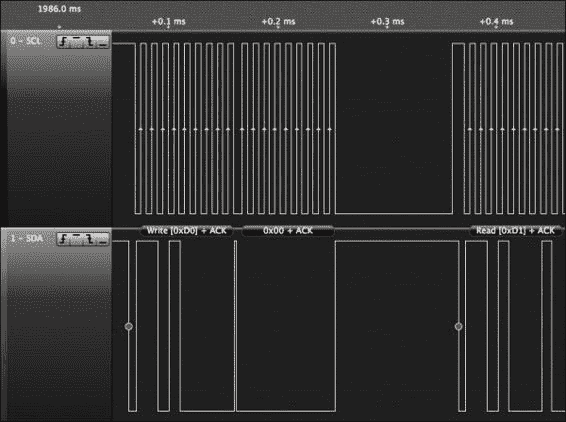 1986.0 ms
+0.1 ms +0.2 ms +0.3 ms +0.4 ms
0 - SCL
1 - SDA
Write [0xD0] + ACK 0x00 + ACK Read [0xD1] + ACK